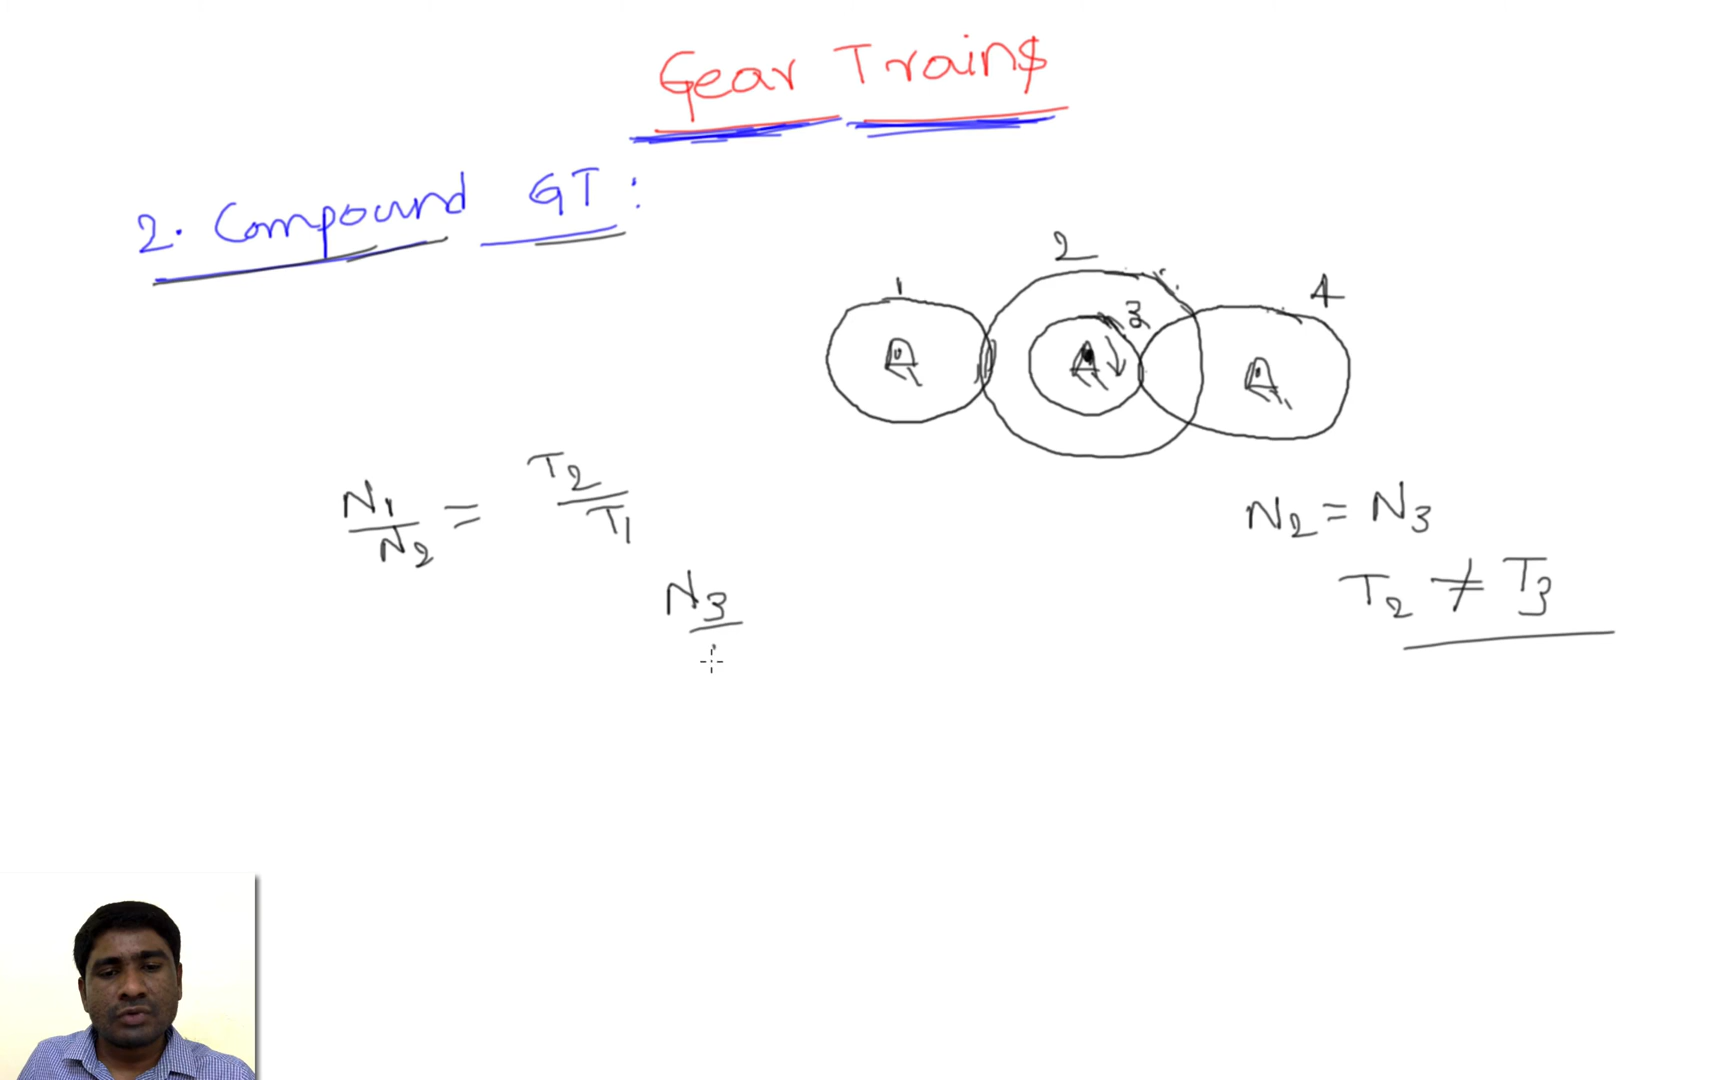 Gear Trains
2. Compound GT :
1 2 3 4
N1/N2 = T2/T1
N2 = N3
T2 ≠ T3
N3